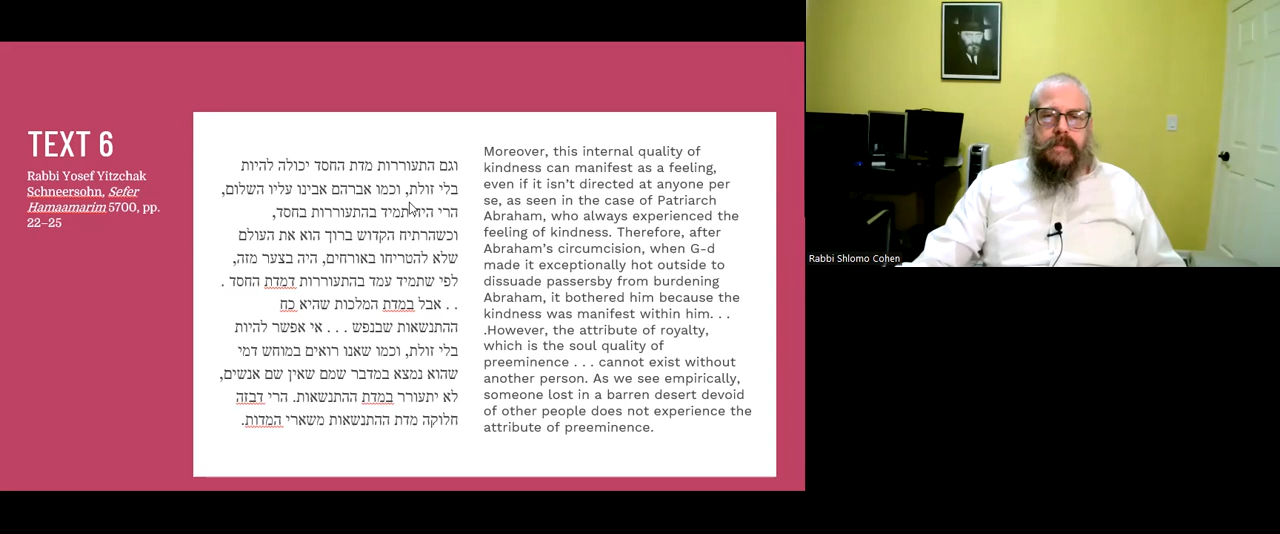 TEXT 6
Rabbi Yosef Yitzchak
Schneersohn, Sefer
Hamaamarim 5700, pp.
22–25
וגם התעוררות מדת החסד יכולה להיות
בלי זולת, וכמו אברהם אבינו עליו השלום,
הרי היה תמיד בהתעוררות בחסד,
וכשהרתיח הקדוש ברוך הוא את העולם
שלא להטריחו באורחים, היה בצער מזה,
לפי שתמיד עמד בהתעוררות דמדת החסד .
. . אבל במדת המלכות שהיא כח
ההתנשאות שבנפש . . . אי אפשר להיות
בלי זולת, וכמו שאנו רואים במוחש דמי
שהוא נמצא במדבר שמם שאין שם אנשים,
לא יתעורר במדת ההתנשאות. הרי דבזה
חלוקה מדת ההתנשאות משארי המדות.
Moreover, this internal quality of
kindness can manifest as a feeling,
even if it isn’t directed at anyone per
se, as seen in the case of Patriarch
Abraham, who always experienced the
feeling of kindness. Therefore, after
Abraham’s circumcision, when G-d
made it exceptionally hot outside to
dissuade passersby from burdening
Abraham, it bothered him because the
kindness was manifest within him. . .
.However, the attribute of royalty,
which is the soul quality of
preeminence . . . cannot exist without
another person. As we see empirically,
someone lost in a barren desert devoid
of other people does not experience the
attribute of preeminence.
Rabbi Shlomo Cohen